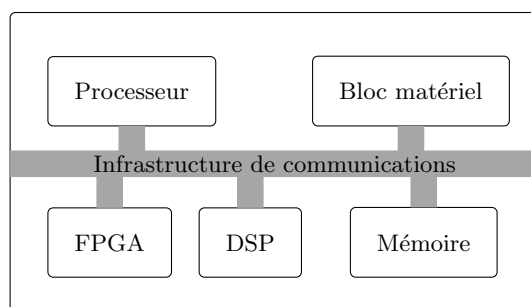 Processeur
Bloc matériel
Infrastructure de communications
FPGA
DSP
Mémoire